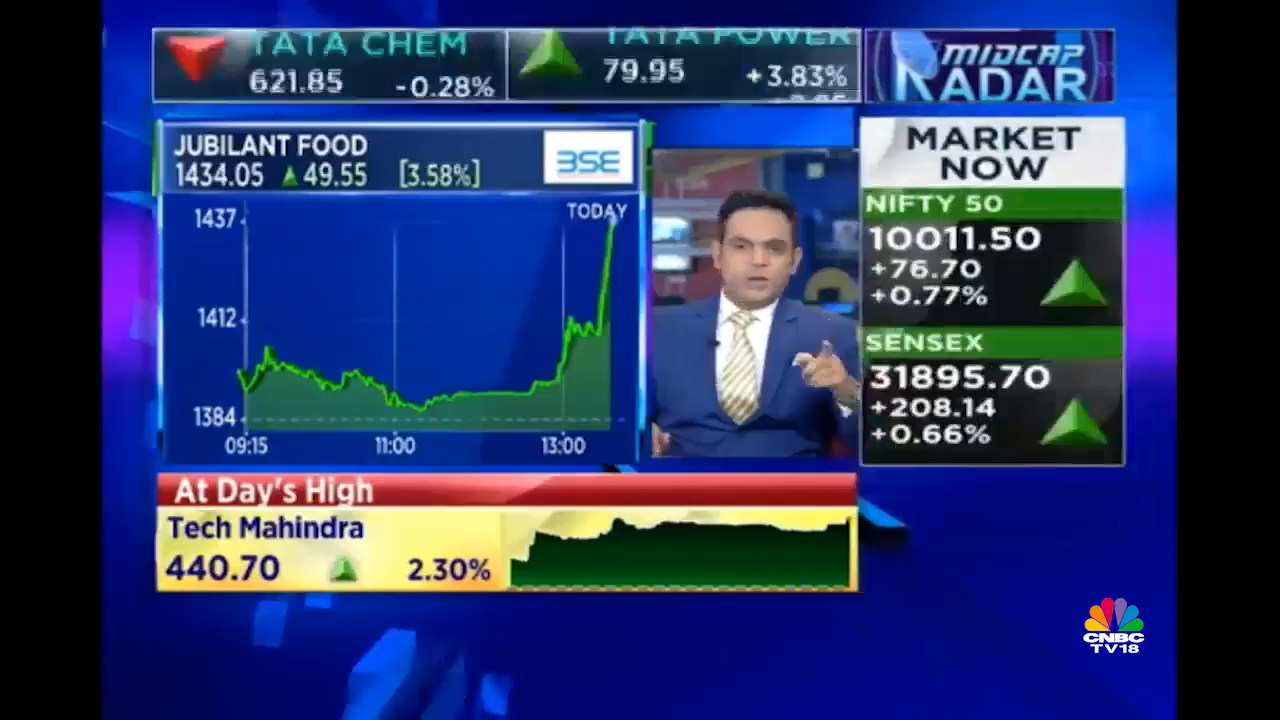 TATA CHEM
621.85 -0.28%
TATA POWER
79.95 +3.83%
MIDCAP
RADAR
JUBILANT FOOD
1434.05 49.55 [3.58%]
BSE
TODAY
1437
1412
1384
09:15 11:00 13:00
MARKET
NOW
NIFTY 50
10011.50
+76.70
+0.77%
SENSEX
31895.70
+208.14
+0.66%
At Day's High
Tech Mahindra
440.70 2.30%
CNBC
TV18